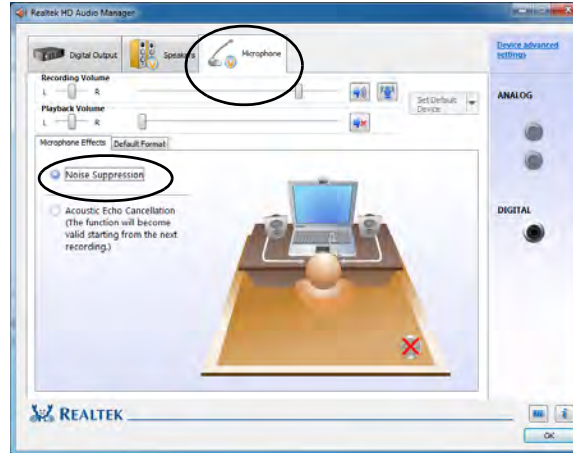 Realtek HD Audio Manager
Digital Output
Speakers
Microphone
Device advanced
settings
Recording Volume
L
R
Set Default
Device
ANALOG
Playback Volume
L
R
Microphone Effects
Default Format
Noise Suppression
Acoustic Echo Cancellation
(The function will become
valid starting from the next
recording.)
DIGITAL
REALTEK
i
OK